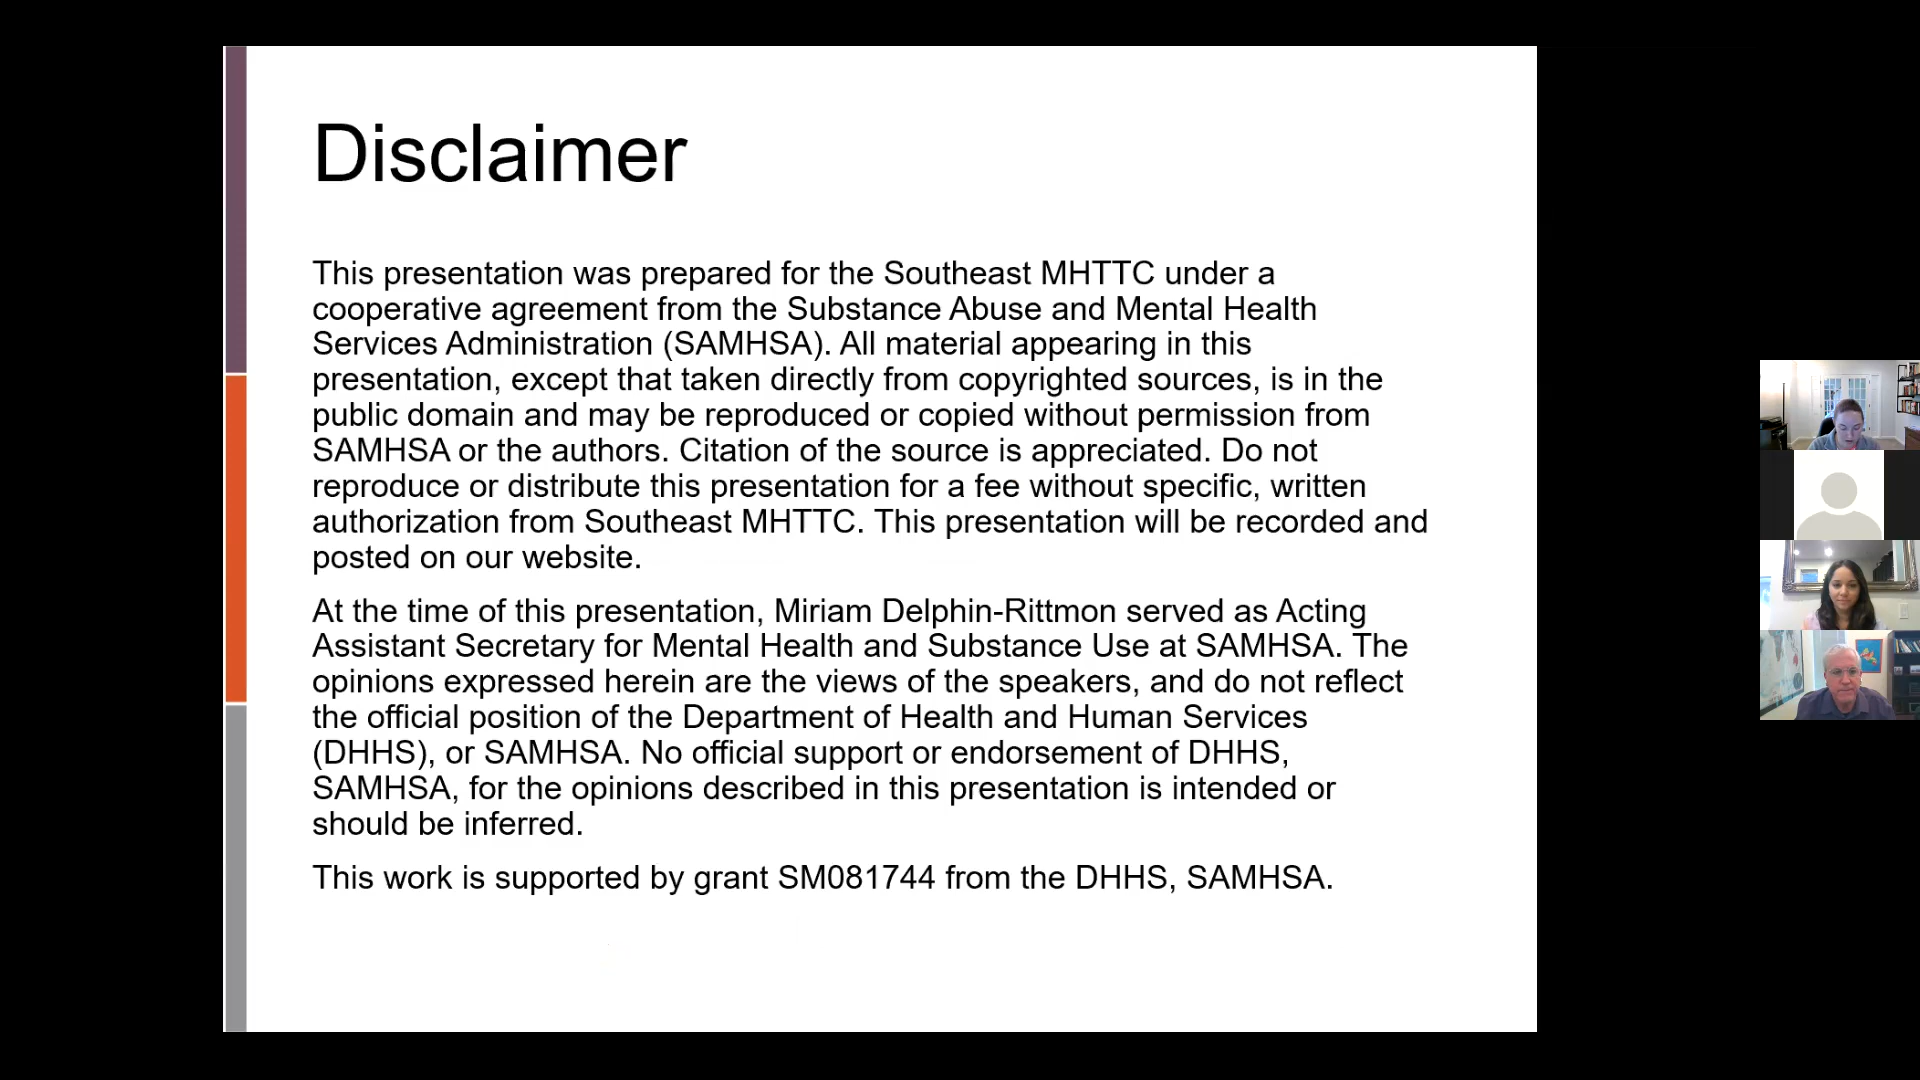 Disclaimer
This presentation was prepared for the Southeast MHTTC under a
cooperative agreement from the Substance Abuse and Mental Health
Services Administration (SAMHSA). All material appearing in this
presentation, except that taken directly from copyrighted sources, is in the
public domain and may be reproduced or copied without permission from
SAMHSA or the authors. Citation of the source is appreciated. Do not
reproduce or distribute this presentation for a fee without specific, written
authorization from Southeast MHTTC. This presentation will be recorded and
posted on our website.
At the time of this presentation, Miriam Delphin-Rittmon served as Acting
Assistant Secretary for Mental Health and Substance Use at SAMHSA. The
opinions expressed herein are the views of the speakers, and do not reflect
the official position of the Department of Health and Human Services
(DHHS), or SAMHSA. No official support or endorsement of DHHS,
SAMHSA, for the opinions described in this presentation is intended or
should be inferred.
This work is supported by grant SM081744 from the DHHS, SAMHSA.